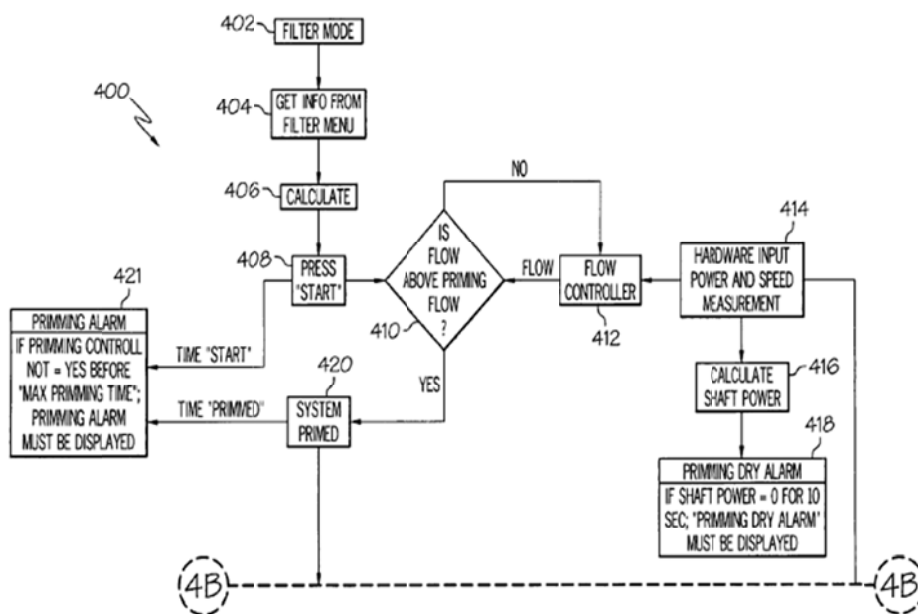 402
FILTER MODE
400
404
GET INFO FROM
FILTER MENU
406
CALCULATE
408
PRESS
"START"
IS
FLOW
ABOVE PRIMING
FLOW
?
410
NO
YES
FLOW
FLOW
CONTROLLER
412
414
HARDWARE INPUT
POWER AND SPEED
MEASUREMENT
CALCULATE
SHAFT POWER
416
418
PRIMMING DRY ALARM
IF SHAFT POWER = 0 FOR 10
SEC; "PRIMMING DRY ALARM'
MUST BE DISPLAYED
421
PRIMMING ALARM
IF PRIMMING CONTROLL
NOT = YES BEFORE
"MAX PRIMMING TIME";
PRIMMING ALARM
MUST BE DISPLAYED
TIME "START"
TIME "PRIMMED"
420
SYSTEM
PRIMED
4B
4B